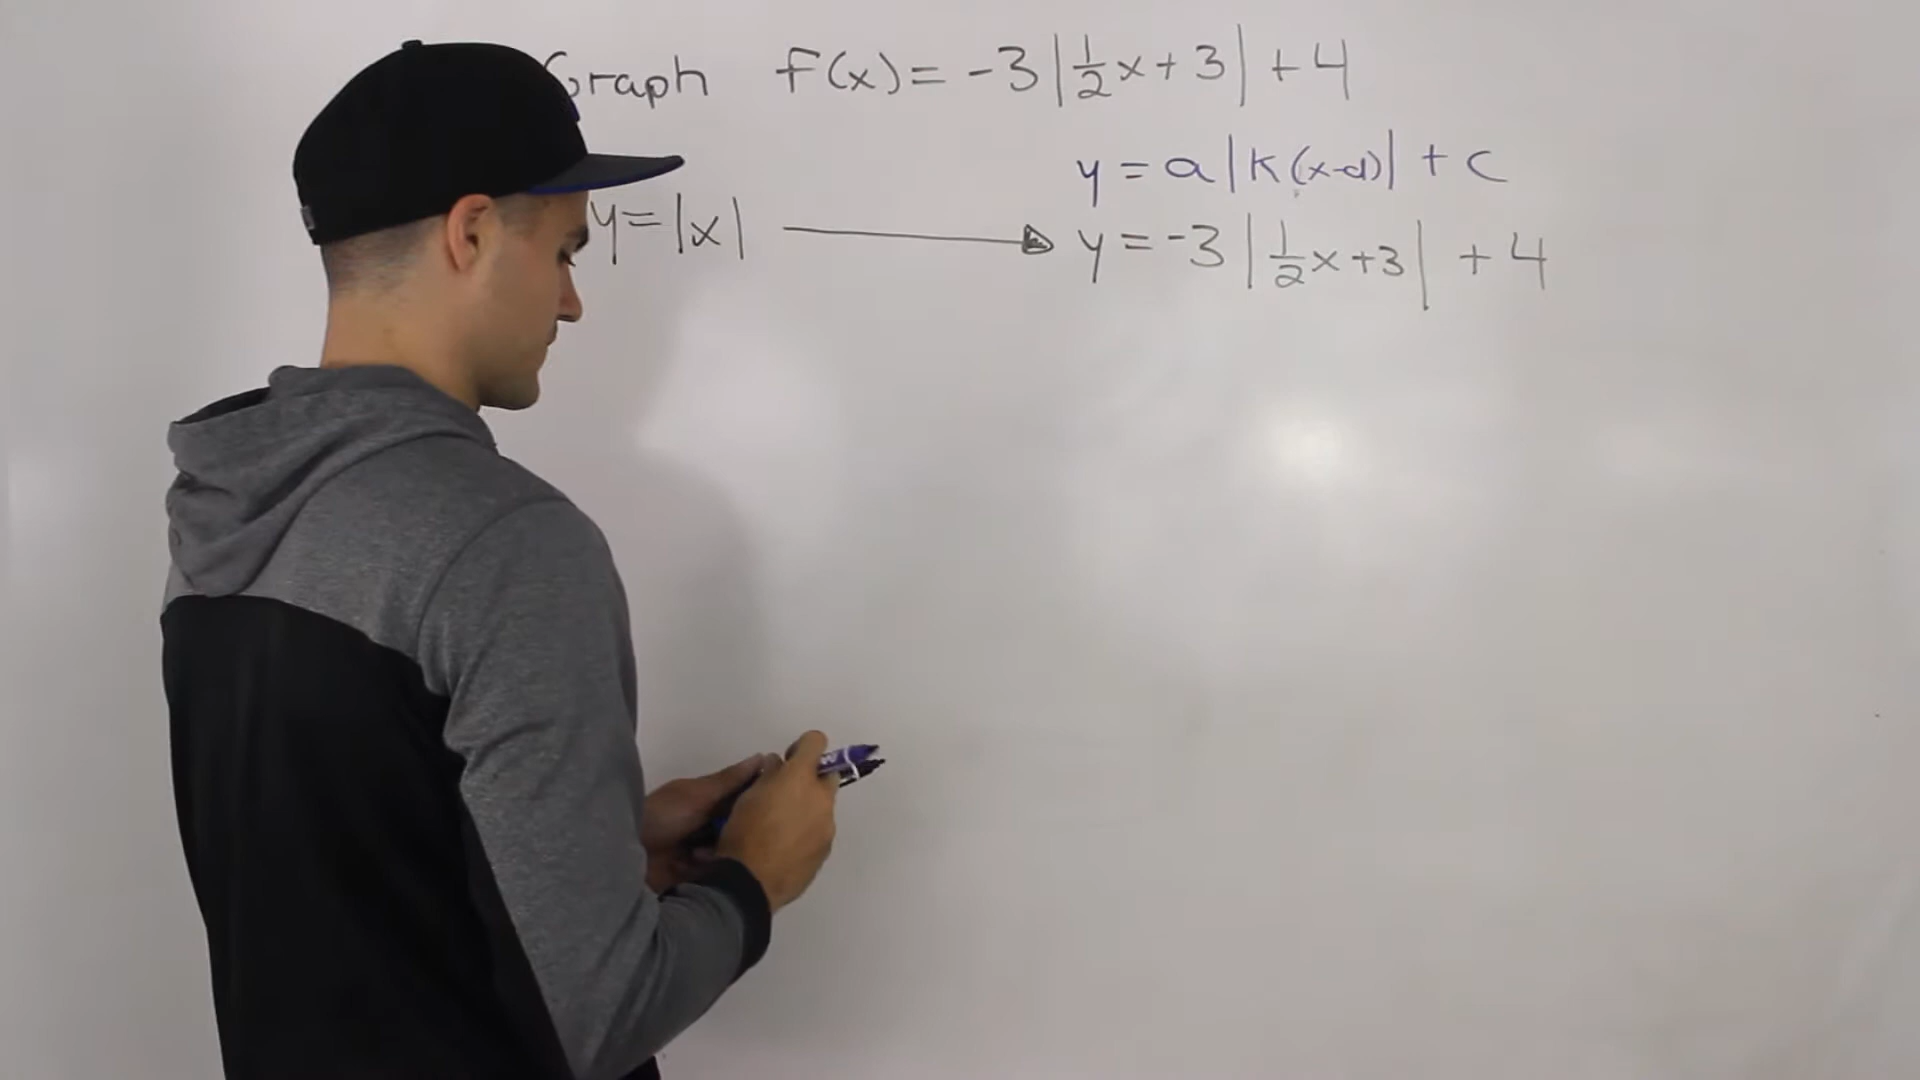 Graph f(x) = -3|½x+3| + 4
y = a|k(x-d)| + c
y=|x| → y = -3|½x+3| + 4